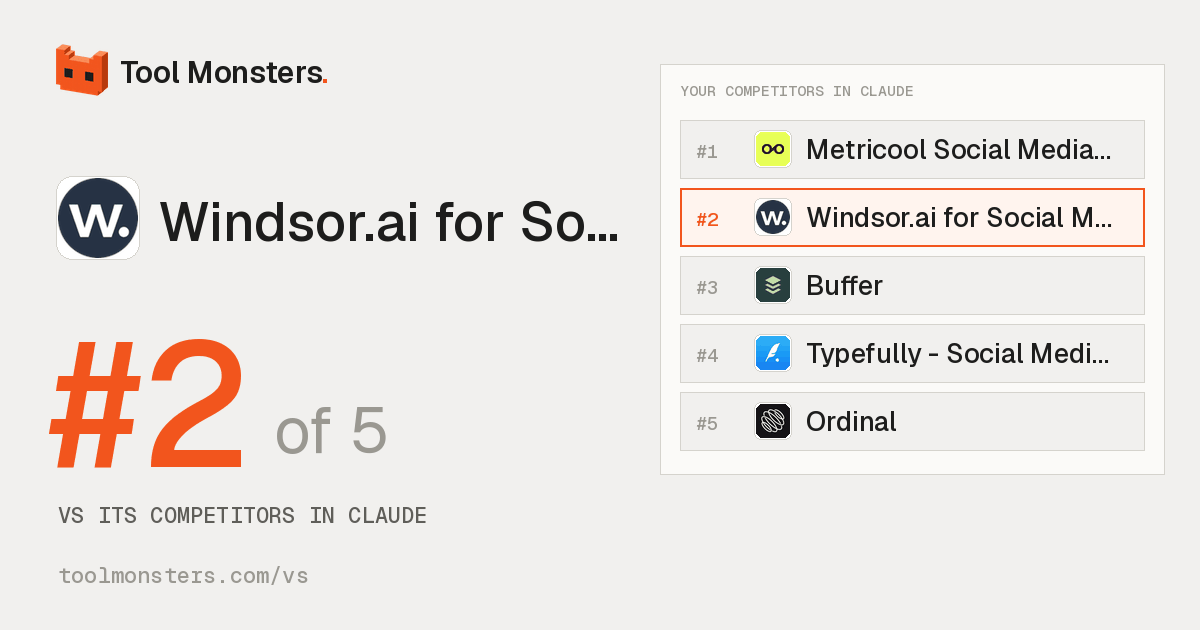 Tool Monsters.
Windsor.ai for So...
#2 of 5
VS ITS COMPETITORS IN CLAUDE
toolmonsters.com/vs
YOUR COMPETITORS IN CLAUDE
#1 Metricool Social Media...
#2 W. Windsor.ai for Social M...
#3 Buffer
#4 Typefully - Social Medi...
#5 Ordinal
W.